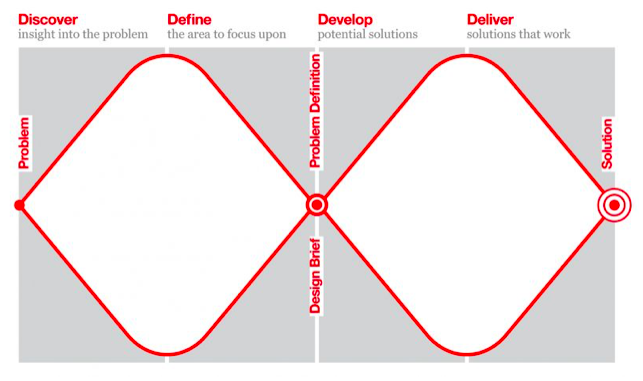 Discover
insight into the problem
Define
the area to focus upon
Develop
potential solutions
Deliver
solutions that work
Problem
Problem Definition
Design Brief
Solution